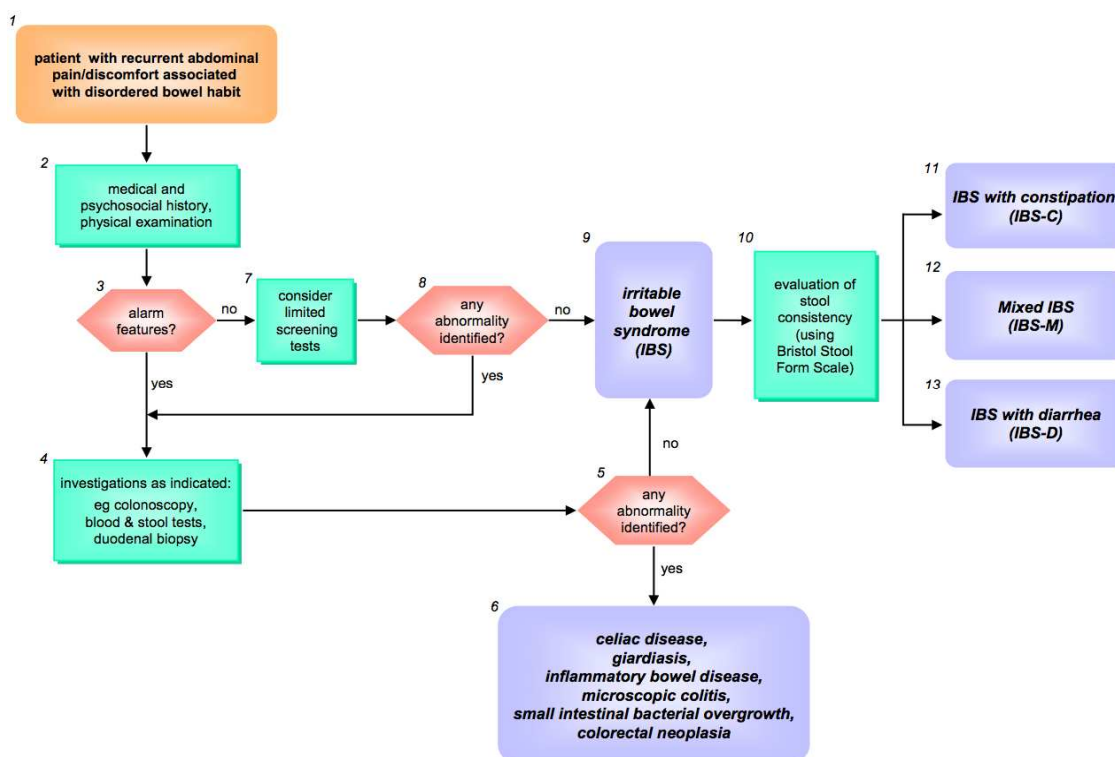 1
patient with recurrent abdominal
pain/discomfort associated
with disordered bowel habit
2
medical and
psychosocial history,
physical examination
3
alarm
features?
no
yes
7
consider
limited
screening
tests
8
any
abnormality
identified?
no
yes
4
investigations as indicated:
eg colonoscopy,
blood & stool tests,
duodenal biopsy
5
any
abnormality
identified?
no
yes
6
celiac disease,
giardiasis,
inflammatory bowel disease,
microscopic colitis,
small intestinal bacterial overgrowth,
colorectal neoplasia
9
irritable
bowel
syndrome
(IBS)
10
evaluation of
stool
consistency
(using
Bristol Stool
Form Scale)
11
IBS with constipation
(IBS-C)
12
Mixed IBS
(IBS-M)
13
IBS with diarrhea
(IBS-D)